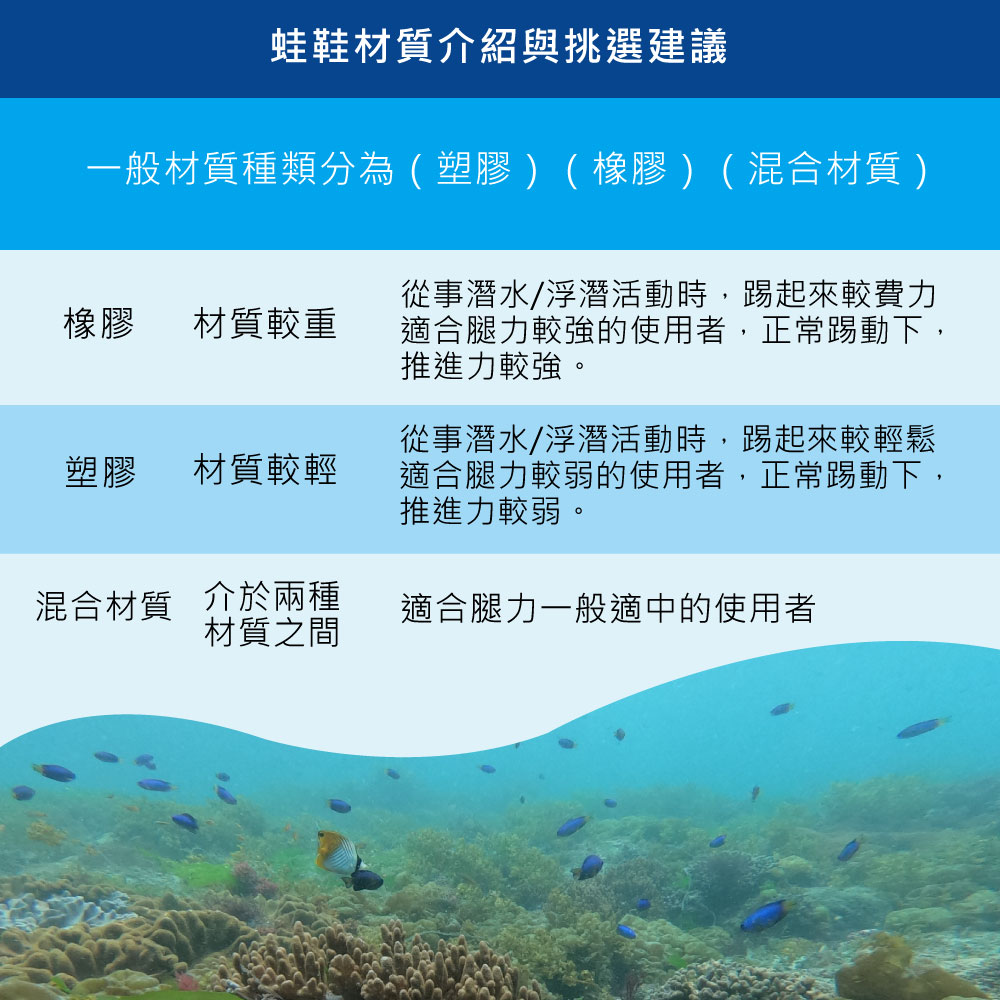 蛙鞋材質介紹與挑選建議
一般材質種類分為(塑膠)(橡膠)(混合材質)
橡膠
材質較重
從事潛水/浮潛活動時，踢起來較費力
適合腿力較強的使用者，正常踢動下，
推進力較強。
塑膠
材質較輕
從事潛水/浮潛活動時，踢起來較輕鬆
適合腿力較弱的使用者，正常踢動下，
推進力較弱。
混合材質
介於兩種
材質之間
適合腿力一般適中的使用者